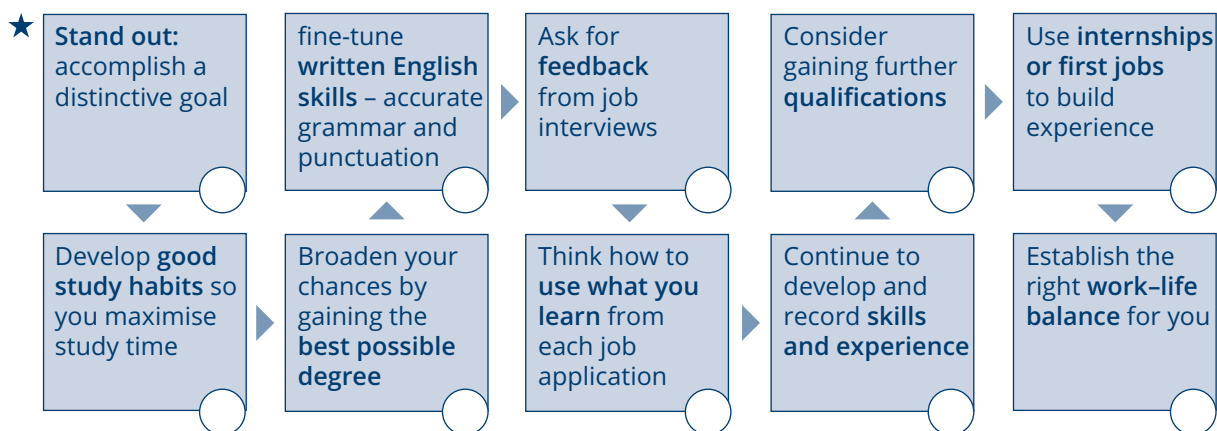 Stand out:
accomplish a
distinctive goal
Develop good
study habits so
you maximise
study time
Broaden your
chances by
gaining the
best possible
degree
fine-tune
written English
skills – accurate
grammar and
punctuation
Ask for
feedback
from job
interviews
Think how to
use what you
learn from
each job
application
Continue to
develop and
record skills
and experience
Consider
gaining further
qualifications
Use internships
or first jobs
to build
experience
Establish the
right work–life
balance for you